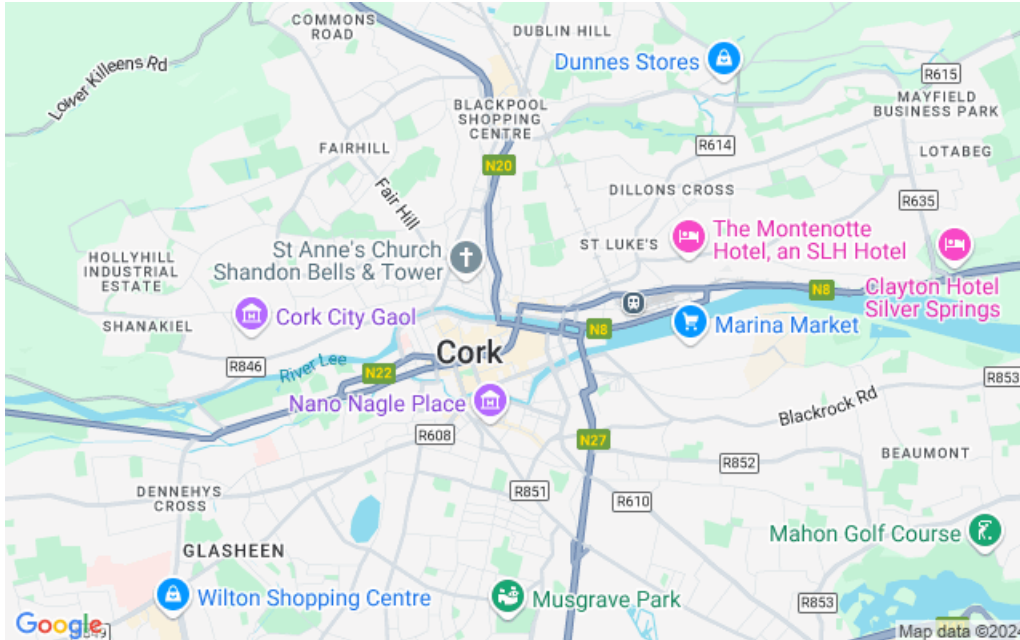 COMMONS
ROAD
DUBLIN HILL
Dunnes Stores
Lower Killeens Rd
R615
MAYFIELD
BUSINESS PARK
BLACKPOOL
SHOPPING
CENTRE
FAIRHILL
R614
LOTABEG
N20
Fair Hill
DILLONS CROSS
R635
ST LUKE'S
The Montenotte
Hotel, an SLH Hotel
St Anne's Church
Shandon Bells & Tower
HOLLYHILL
INDUSTRIAL
ESTATE
Clayton Hotel
Silver Springs
N8
Cork City Gaol
SHANAKIEL
Marina Market
N8
Cork
River Lee
R846
N22
R853
Nano Nagle Place
Blackrock Rd
R608
N27
R852
BEAUMONT
DENNEHYS
CROSS
R851
R610
Mahon Golf Course
GLASHEEN
Wilton Shopping Centre
Musgrave Park
R853
Google
Map data ©2024